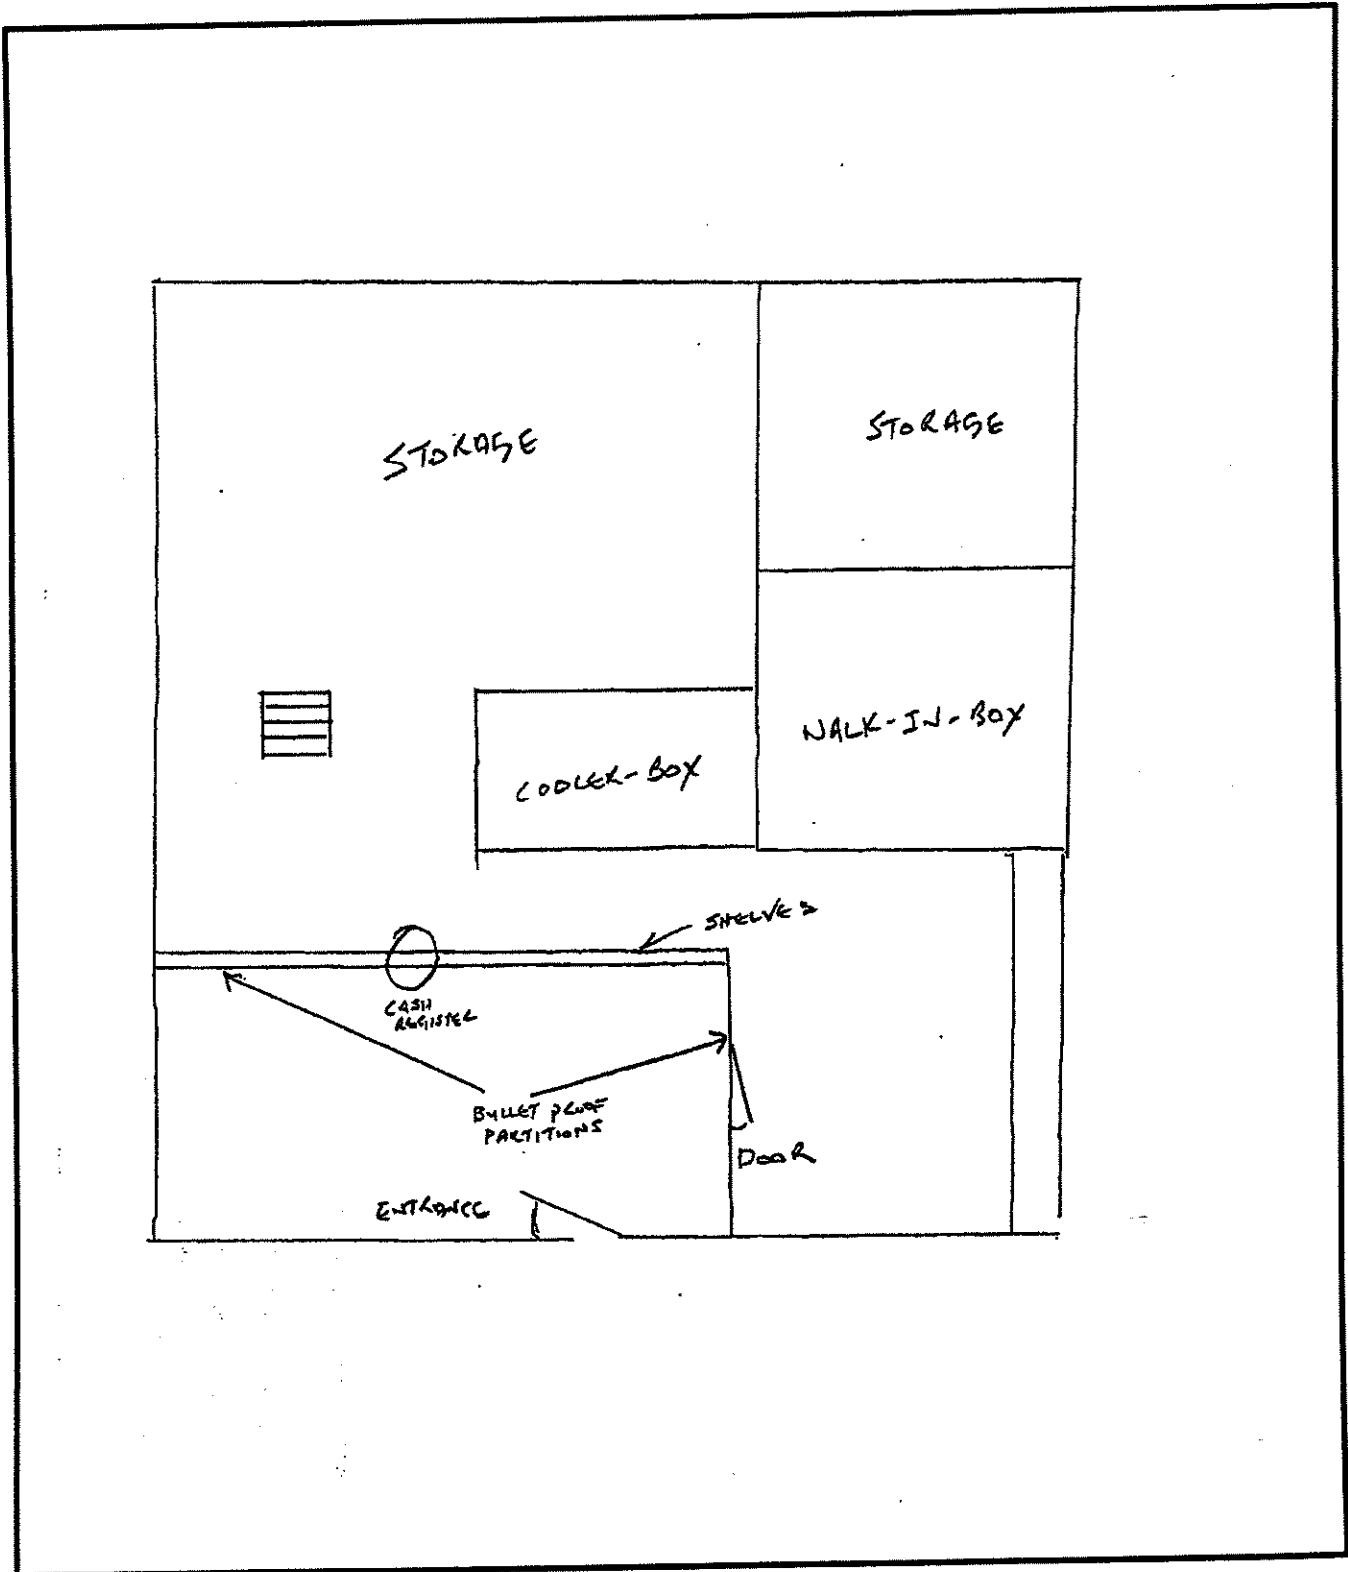 STORAGE
STORAGE
WALK-IN-BOX
COOLER-BOX
SHELVES
CASH
REGISTER
BULLET PROOF
PARTITIONS
DOOR
ENTRANCE